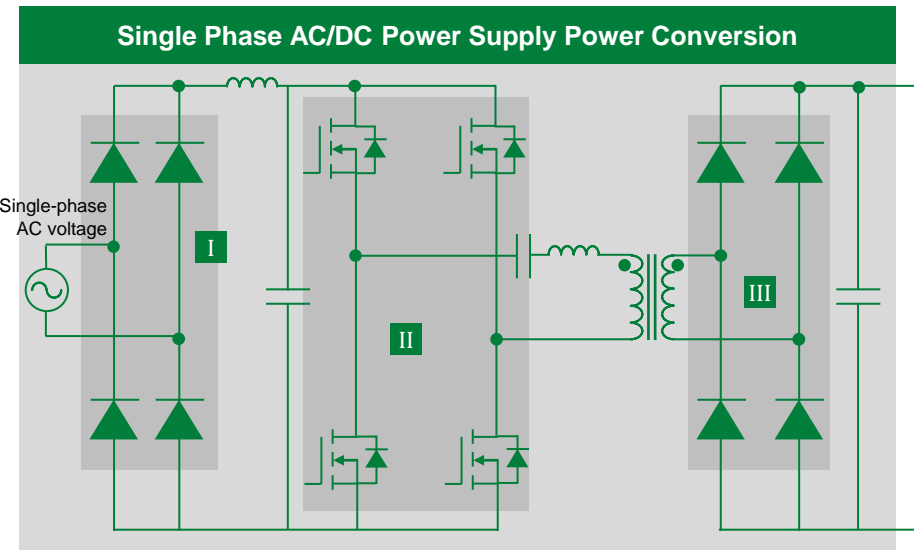 Single Phase AC/DC Power Supply Power Conversion
Single-phase
AC voltage
I
II
III